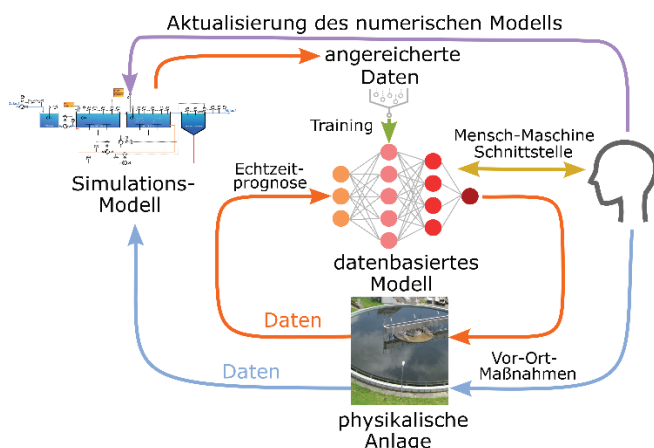 Aktualisierung des numerischen Modells
angereicherte
Daten
Training
Mensch-Maschine
Schnittstelle
Echtzeit-
prognose
Simulations-
Modell
datenbasiertes
Modell
Daten
Daten
Vor-Ort-
Maßnahmen
physikalische
Anlage